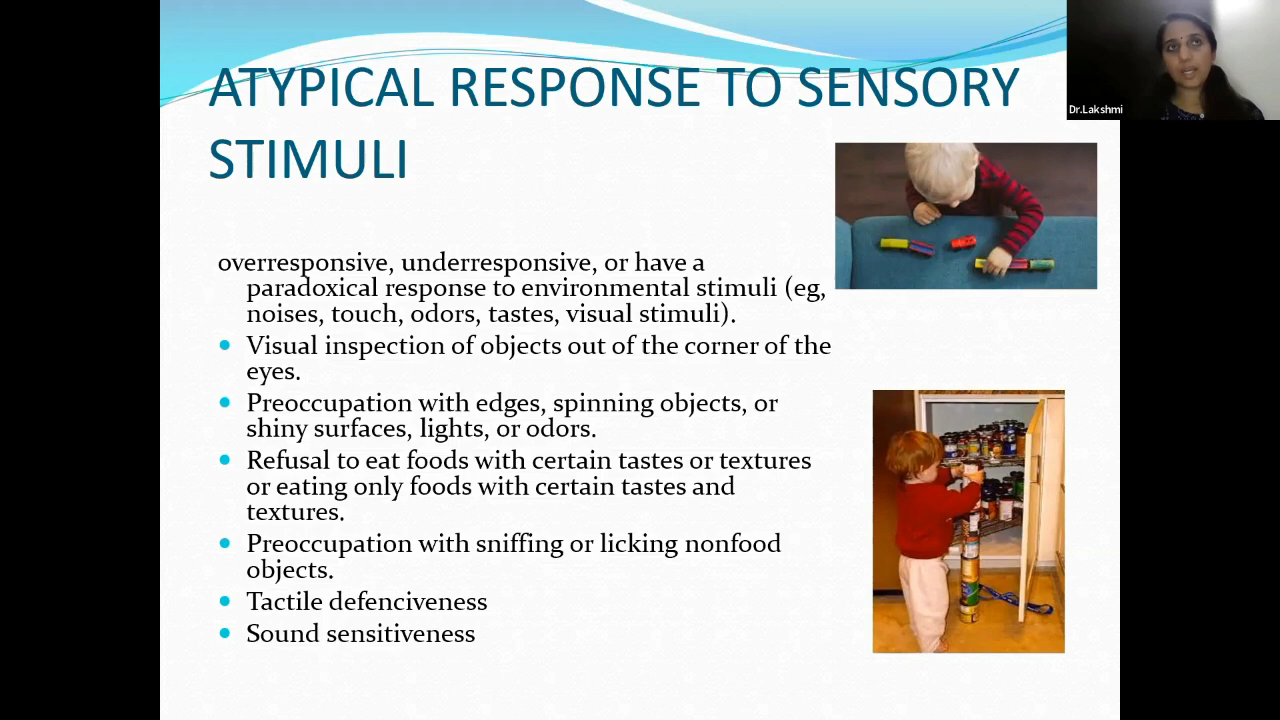 ATYPICAL RESPONSE TO SENSORY
STIMULI
Dr.Lakshmi
overresponsive, underresponsive, or have a
paradoxical response to environmental stimuli (eg,
noises, touch, odors, tastes, visual stimuli).
• Visual inspection of objects out of the corner of the
eyes.
• Preoccupation with edges, spinning objects, or
shiny surfaces, lights, or odors.
• Refusal to eat foods with certain tastes or textures
or eating only foods with certain tastes and
textures.
• Preoccupation with sniffing or licking nonfood
objects.
• Tactile defenciveness
• Sound sensitiveness